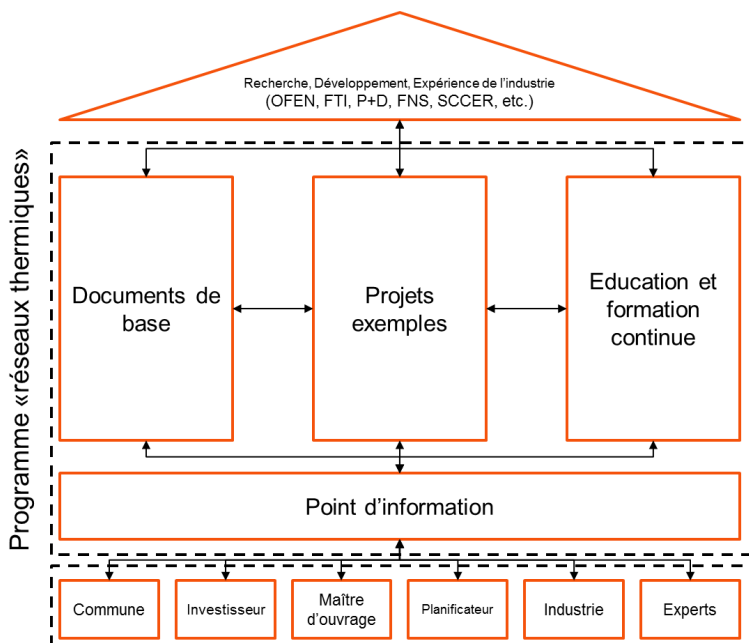 Recherche, Développement, Expérience de l'industrie
(OFEN, FTI, P+D, FNS, SCCER, etc.)
Programme «réseaux thermiques»
Documents de
base
Projets
exemples
Education et
formation
continue
Point d'information
Commune
Investisseur
Maître
d'ouvrage
Planificateur
Industrie
Experts